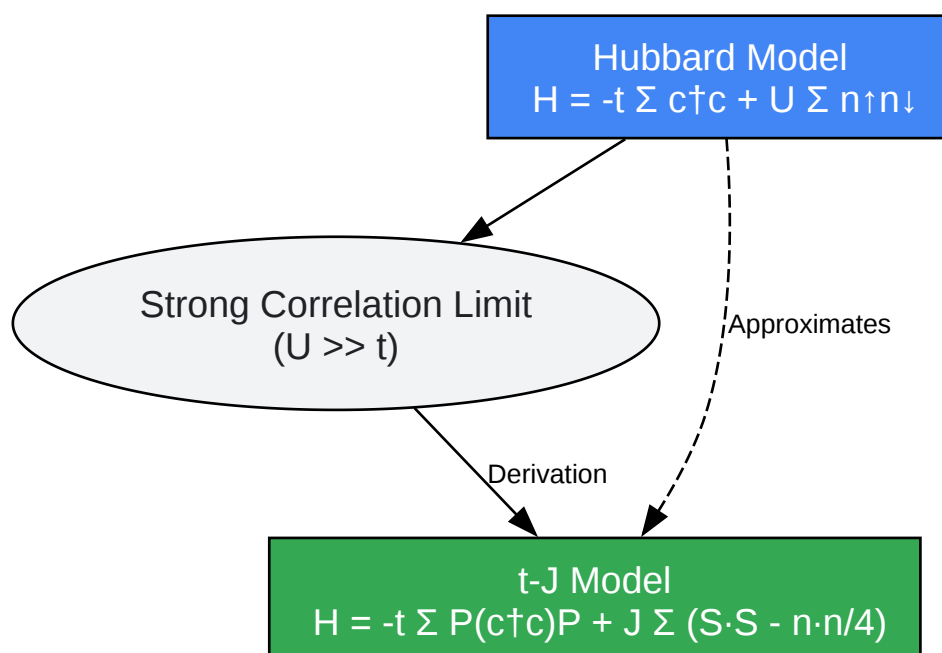 Hubbard Model
H = -t Σ c†c + U Σ n↑n↓
Strong Correlation Limit
(U >> t)
Approximates
Derivation
t-J Model
H = -t Σ P(c†c)P + J Σ (S·S - n·n/4)